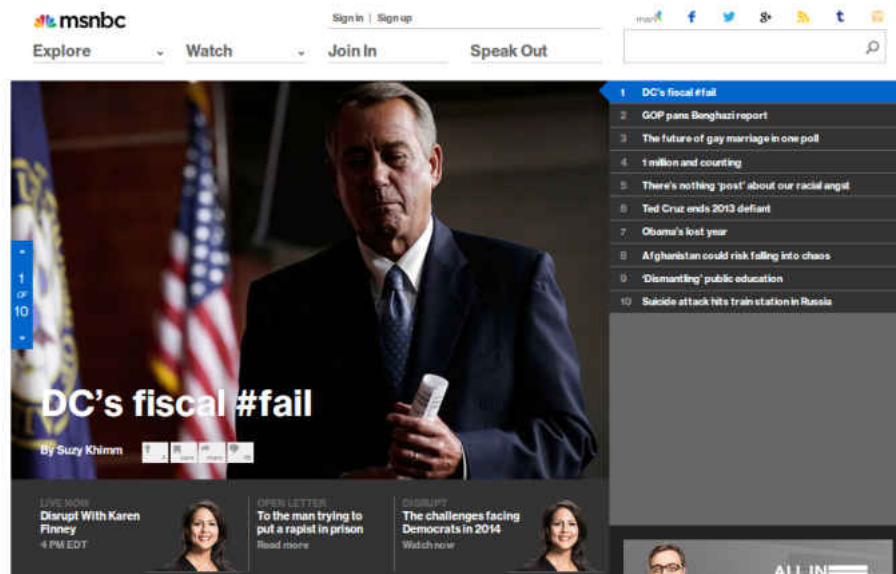 msnbc
Sign in | Sign up
Explore
Watch
Join In
Speak Out
1 DC's fiscal #fail
2 GOP pans Benghazi report
3 The future of gay marriage in one poll
4 1 million and counting
5 There's nothing 'post' about our racial angst
6 Ted Cruz ends 2013 defiant
7 Obama's lost year
8 Afghanistan could risk falling into chaos
9 'Dismantling' public education
10 Suicide attack hits train station in Russia
1
OF
10
DC's fiscal #fail
By Suzy Khimm
LIVE NOW
Disrupt With Karen
Finney
4 PM EDT
OPEN LETTER
To the man trying to
put a rapist in prison
Read more
DISRUPT
The challenges facing
Democrats in 2014
Watch now
ALL IN